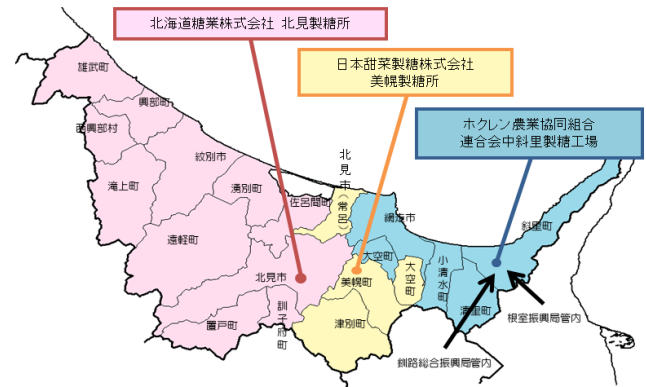 北海道糖業株式会社 北見製糖所
日本甜菜製糖株式会社
美幌製糖所
ホクレン農業協同組合
連合会中斜里製糖工場
雄武町
興部町
西興部村
紋別市
滝上町
湧別町
佐呂間町
北見市（常呂）
網走市
斜里町
遠軽町
大空町
北見市
美幌町
大空町
小清水町
清里町
置戸町
訓子府町
津別町
根室振興局管内
釧路総合振興局管内